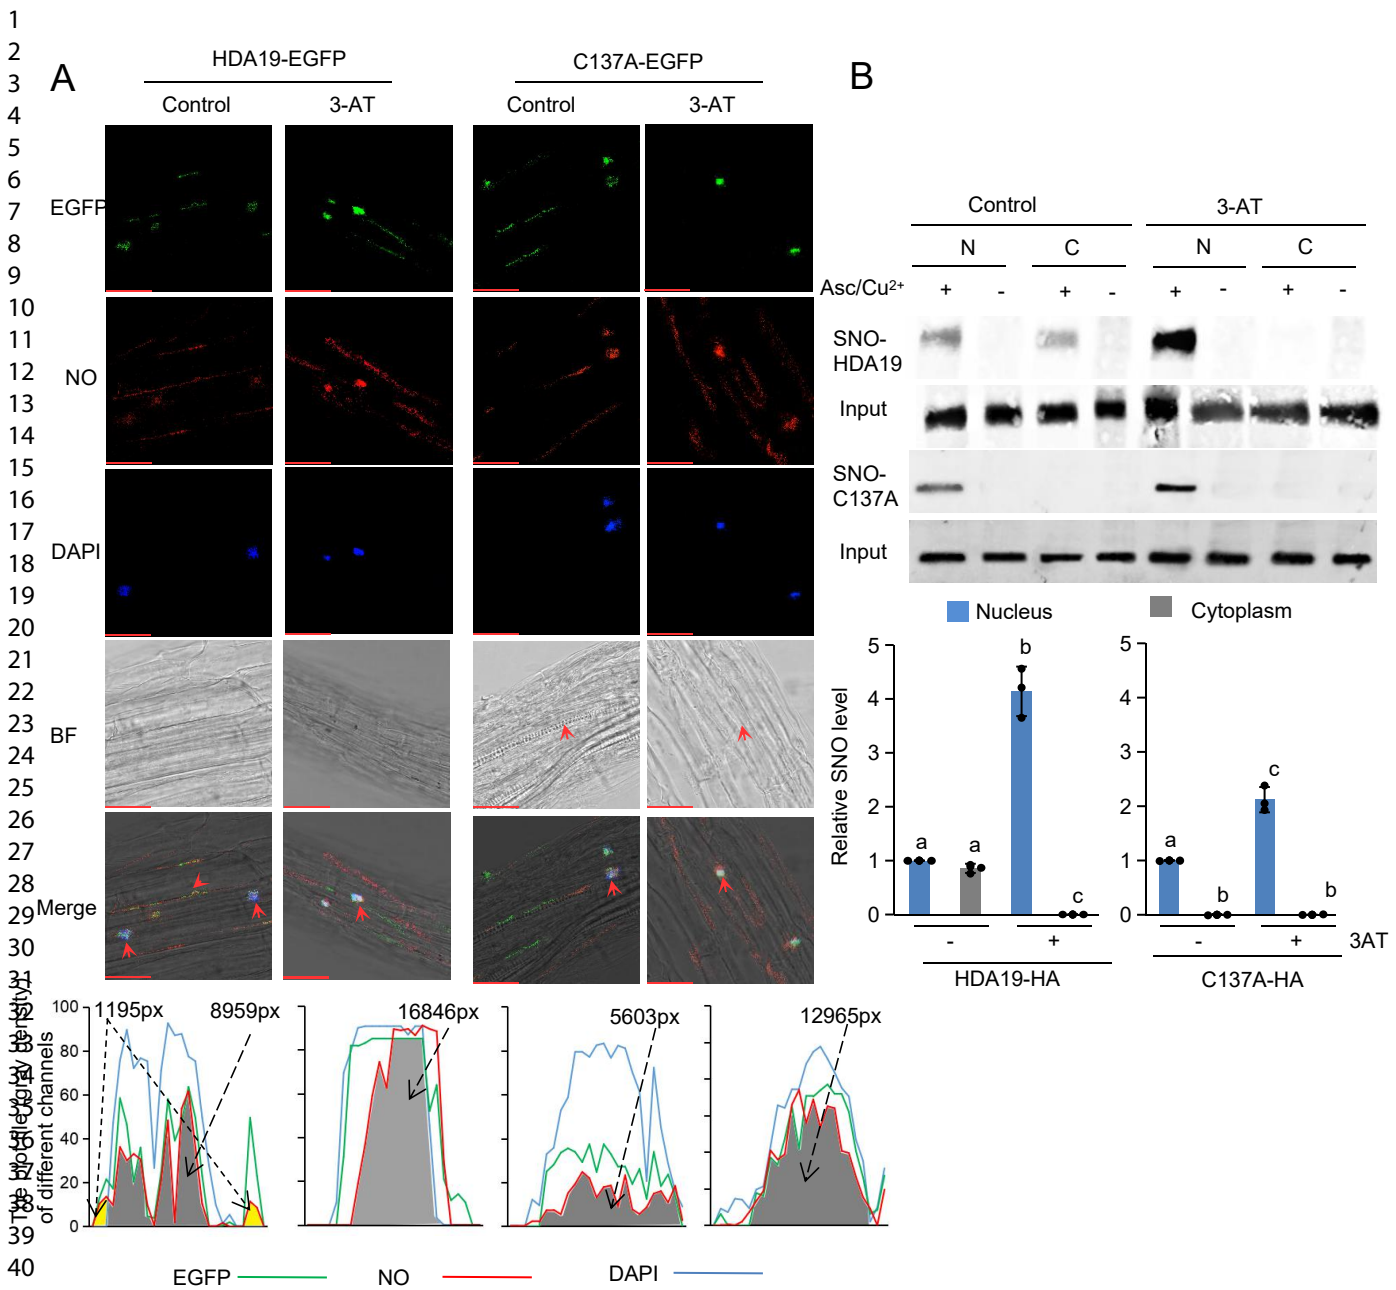 1
2
3
4
5
6
7
8
9
10
11
12
13
14
15
16
17
18
19
20
21
22
23
24
25
26
27
28
29
30
31
32
33
34
35
36
37
38
39
40
A
HDA19-EGFP
C137A-EGFP
Control
3-AT
Control
3-AT
EGFP
NO
DAPI
BF
Merge
of different channels
100
80
60
40
20
0
1195px
8959px
16846px
5603px
12965px
EGFP
NO
DAPI
B
Control
3-AT
N
C
N
C
Asc/Cu²⁺
+
-
+
-
+
-
+
-
SNO-
HDA19
Input
SNO-
C137A
Input
Nucleus
Cytoplasm
Relative SNO level
5
4
3
2
1
0
a
a
b
c
-
+
HDA19-HA
5
4
3
2
1
0
a
b
c
b
-
+
3AT
C137A-HA